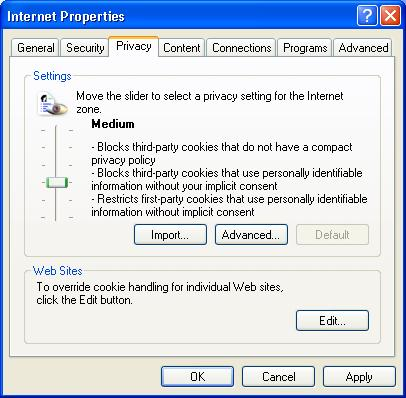 Internet Properties
General Security Privacy Content Connections Programs Advanced
Settings
Move the slider to select a privacy setting for the Internet
zone.
Medium
- Blocks third-party cookies that do not have a compact
privacy policy
- Blocks third-party cookies that use personally identifiable
information without your implicit consent
- Restricts first-party cookies that use personally identifiable
information without implicit consent
Import... Advanced... Default
Web Sites
To override cookie handling for individual Web sites,
click the Edit button.
Edit...
OK Cancel Apply